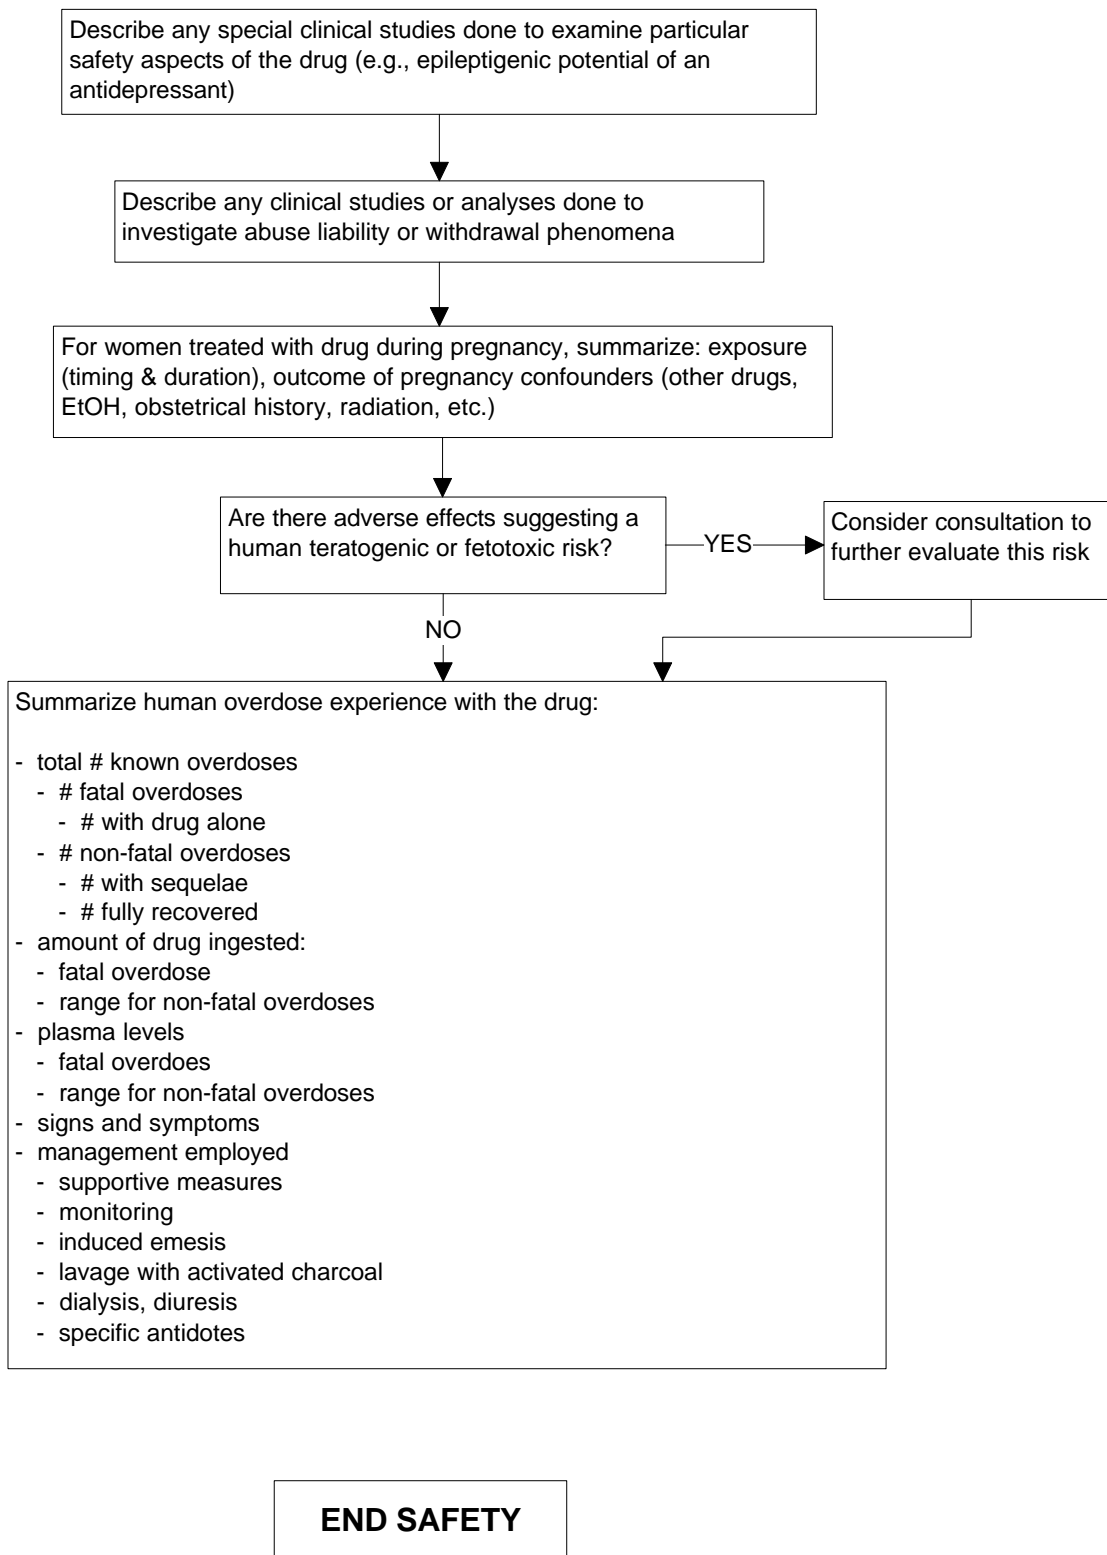 Describe any special clinical studies done to examine particular
safety aspects of the drug (e.g., epileptigenic potential of an
antidepressant)
Describe any clinical studies or analyses done to
investigate abuse liability or withdrawal phenomena
For women treated with drug during pregnancy, summarize: exposure
(timing & duration), outcome of pregnancy confounders (other drugs,
EtOH, obstetrical history, radiation, etc.)
Are there adverse effects suggesting a
human teratogenic or fetotoxic risk?
YES
Consider consultation to
further evaluate this risk
NO
Summarize human overdose experience with the drug:
- total # known overdoses
- # fatal overdoses
- # with drug alone
- # non-fatal overdoses
- # with sequelae
- # fully recovered
- amount of drug ingested:
- fatal overdose
- range for non-fatal overdoses
- plasma levels
- fatal overdoes
- range for non-fatal overdoses
- signs and symptoms
- management employed
- supportive measures
- monitoring
- induced emesis
- lavage with activated charcoal
- dialysis, diuresis
- specific antidotes
END SAFETY